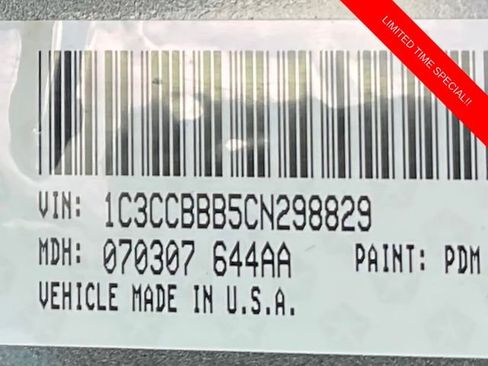 LIMITED TIME SPECIAL!!
VIN: 1C3CCBBB5CN298829
MDH: 070307 644AA PAINT: PDM
VEHICLE MADE IN U.S.A.